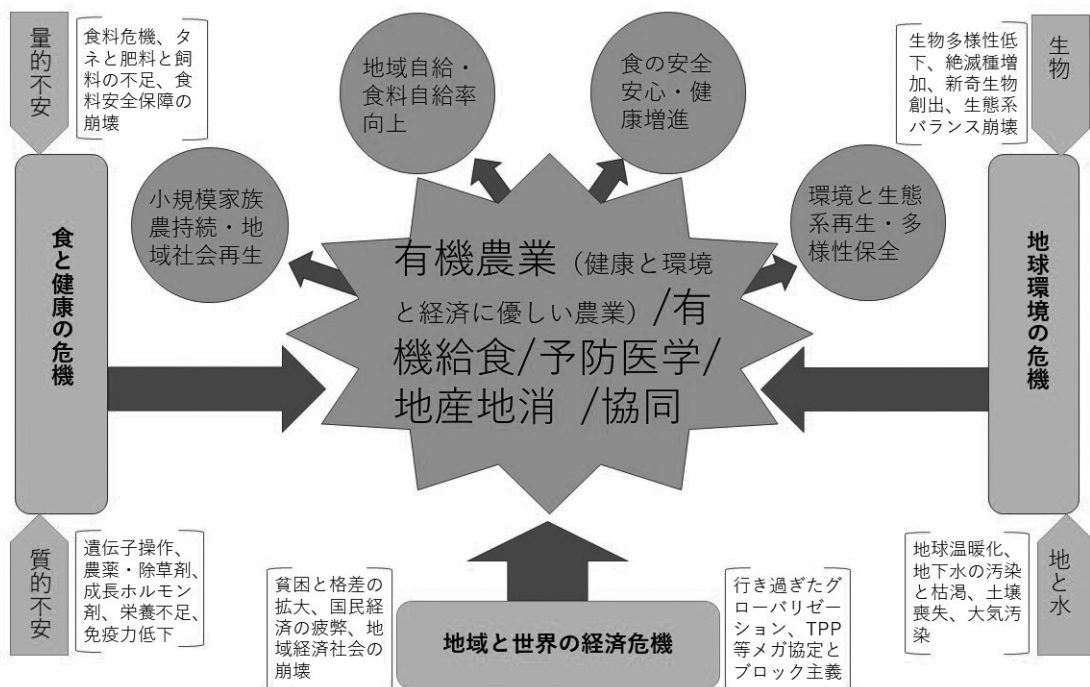 量的不安
食料危機、タ
ネと肥料と飼
料の不足、食
料安全保障の
崩壊
地域自給・
食料自給率
向上
食の安全
安心・健
康増進
生物多様性低
下、絶滅種増
加、新奇生物
創出、生態系
バランス崩壊
生物
小規模家族
農持続・地
域社会再生
環境と生態
系再生・多
様性保全
食と健康の危機
有機農業（健康と環境
と経済に優しい農業）/有
機給食/予防医学/
地産地消 /協同
地球環境の危機
質的不安
遺伝子操作、
農薬・除草剤、
成長ホルモン
剤、栄養不足、
免疫力低下
貧困と格差の
拡大、国民経
済の疲弊、地
域経済社会の
崩壊
地域と世界の経済危機
行き過ぎたグ
ローバリゼー
ション、TPP
等メガ協定と
ブロック主義
地球温暖化、
地下水の汚染
と枯渇、土壌
喪失、大気汚
染
地と水